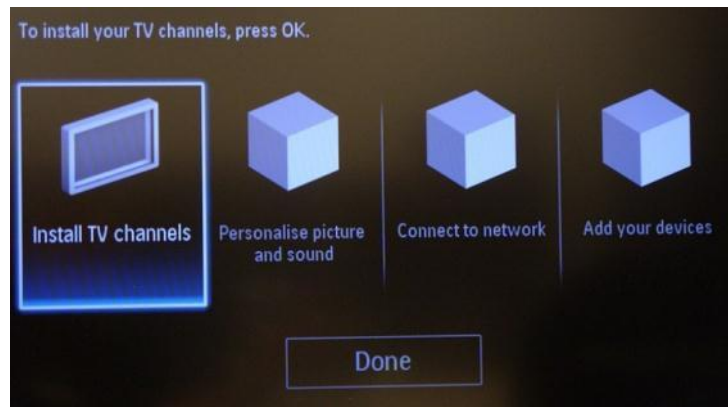 To install your TV channels, press OK.
Install TV channels
Personalise picture
and sound
Connect to network
Add your devices
Done